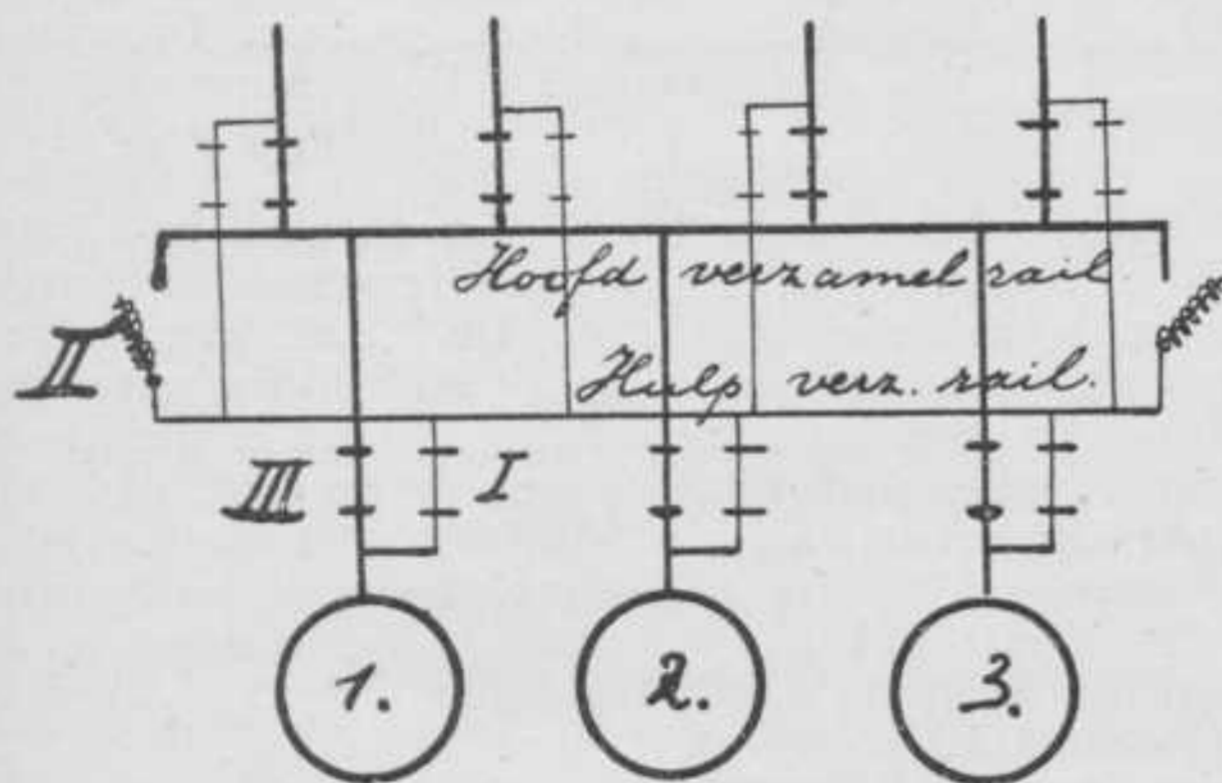 Hoofd verzamel rail.
II
Hulp verz. rail.
III I
1. 2. 3.